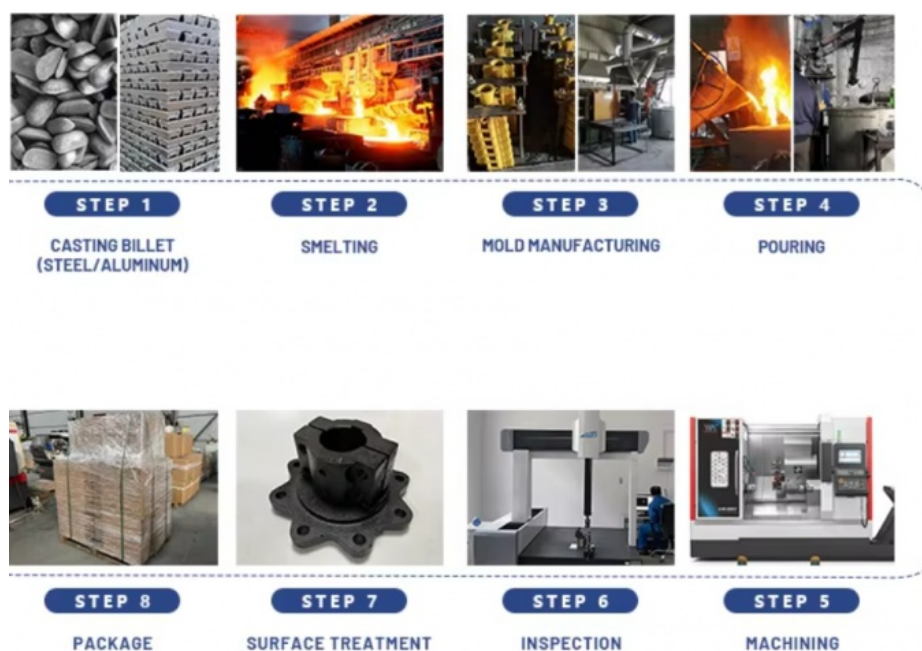 STEP 1
STEP 2
STEP 3
STEP 4
CASTING BILLET
(STEEL/ALUMINUM)
SMELTING
MOLD MANUFACTURING
POURING
STEP 8
STEP 7
STEP 6
STEP 5
PACKAGE
SURFACE TREATMENT
INSPECTION
MACHINING